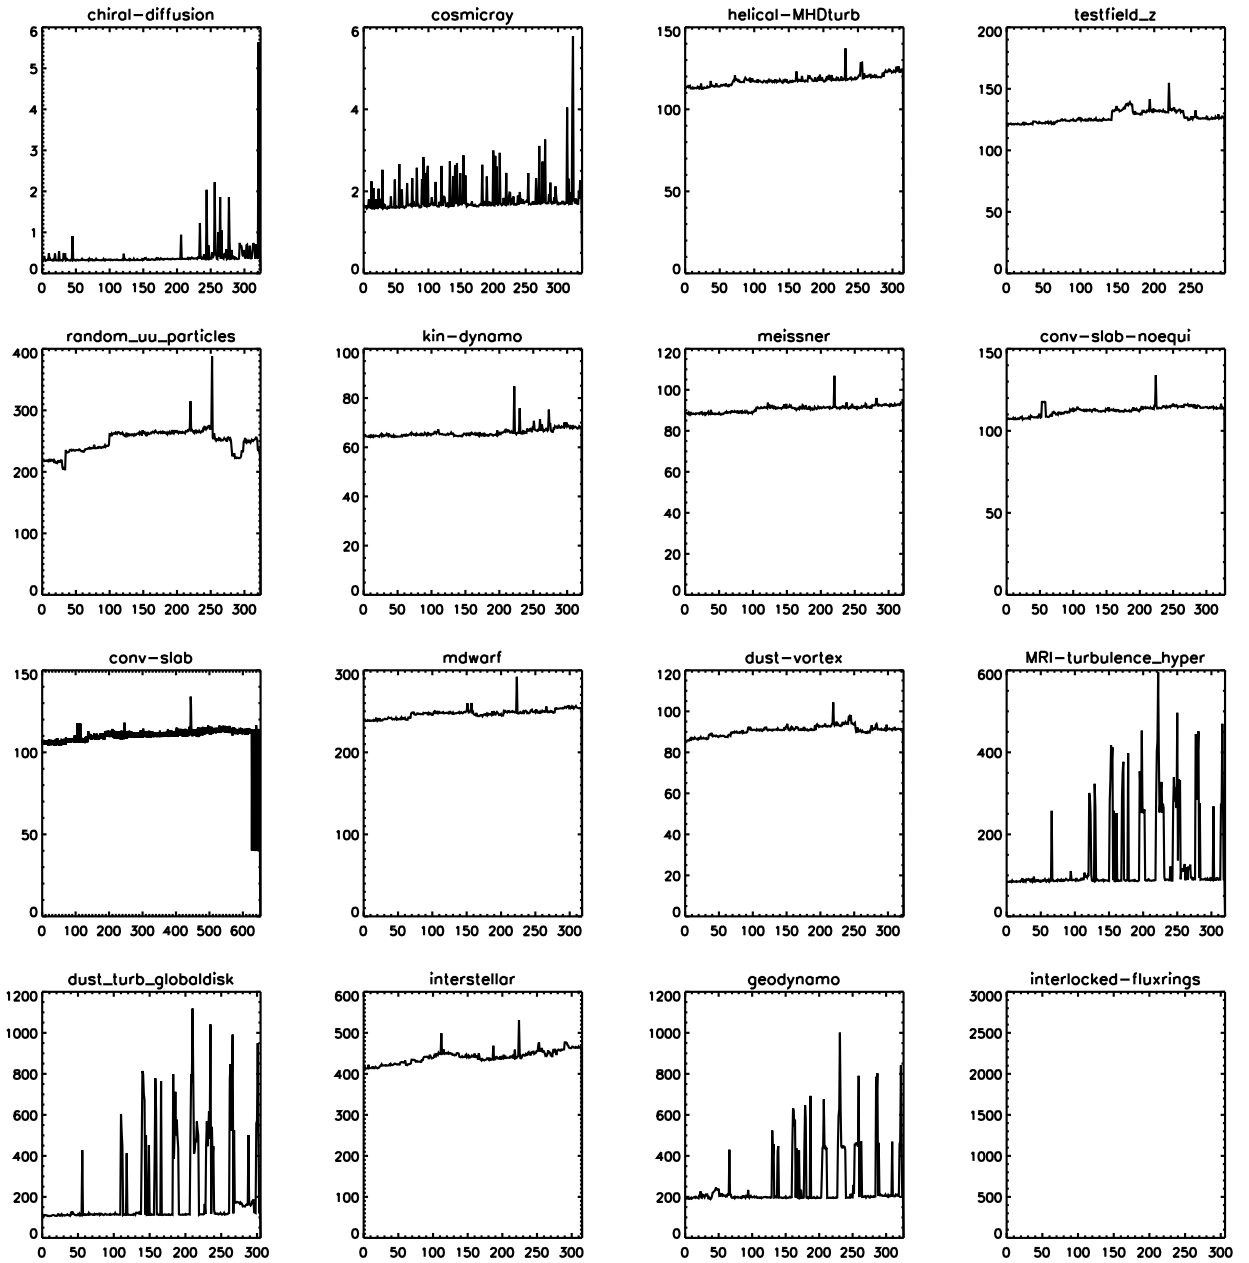 chiral-diffusion cosmicray helical-MHDturb testfield_z
6 6 150 200
5
4 4 100 150
3 100
2 2 50
1 50
0 0 0 0
0 50 100 150 200 250 300 0 50 100 150 200 250 300 0 50 100 150 200 250 300 0 50 100 150 200 250
random_uu_particles kin-dynamo meissner conv-slab-noequi
400 100 120 150
300 80 100
200 60 80 100
100 40 60
20 40 50
0 0 20 0
0
0 50 100 150 200 250 300 0 50 100 150 200 250 300 0 50 100 150 200 250 300 0 50 100 150 200 250 300
conv-slab mdwarf dust-vortex MRI-turbulence_hyper
150 300 120 600
100 200 100 400
50 100 80 200
0 0 60 0
40
20
0
0 100 200 300 400 500 600 0 50 100 150 200 250 300 0 50 100 150 200 250 300 0 50 100 150 200 250 300
dust_turb_globaldisk interstellar geodynamo interlocked-fluxrings
1200 600 1200 3000
1000 500 1000 2500
800 400 800 2000
600 300 600 1500
400 200 400 1000
200 100 200 500
0 0 0 0
0 50 100 150 200 250 300 0 50 100 150 200 250 300 0 50 100 150 200 250 300 0 50 100 150 200 250 300